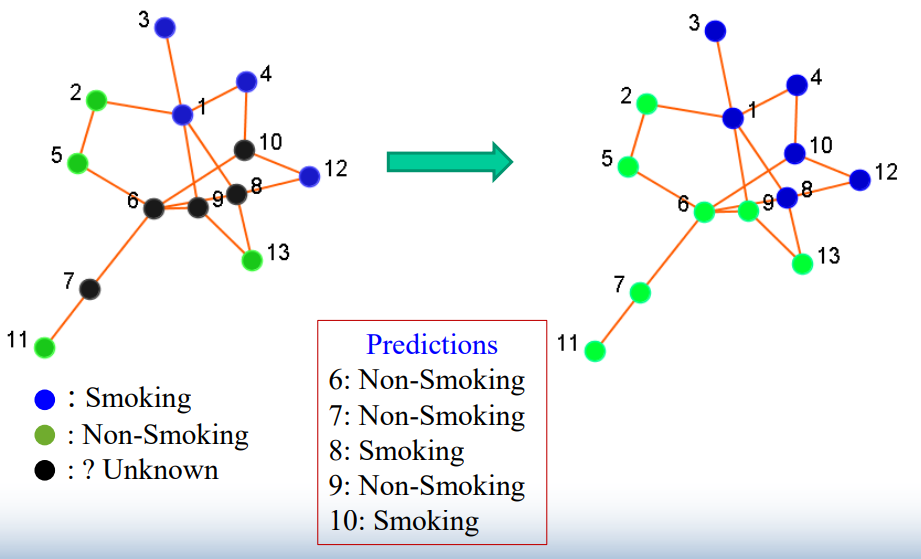 3
4
2
1
10
5
12
8
6
9
13
7
11
3
4
2
1
10
5
12
8
6
9
13
7
11
: Smoking
: Non-Smoking
: ? Unknown
Predictions
6: Non-Smoking
7: Non-Smoking
8: Smoking
9: Non-Smoking
10: Smoking